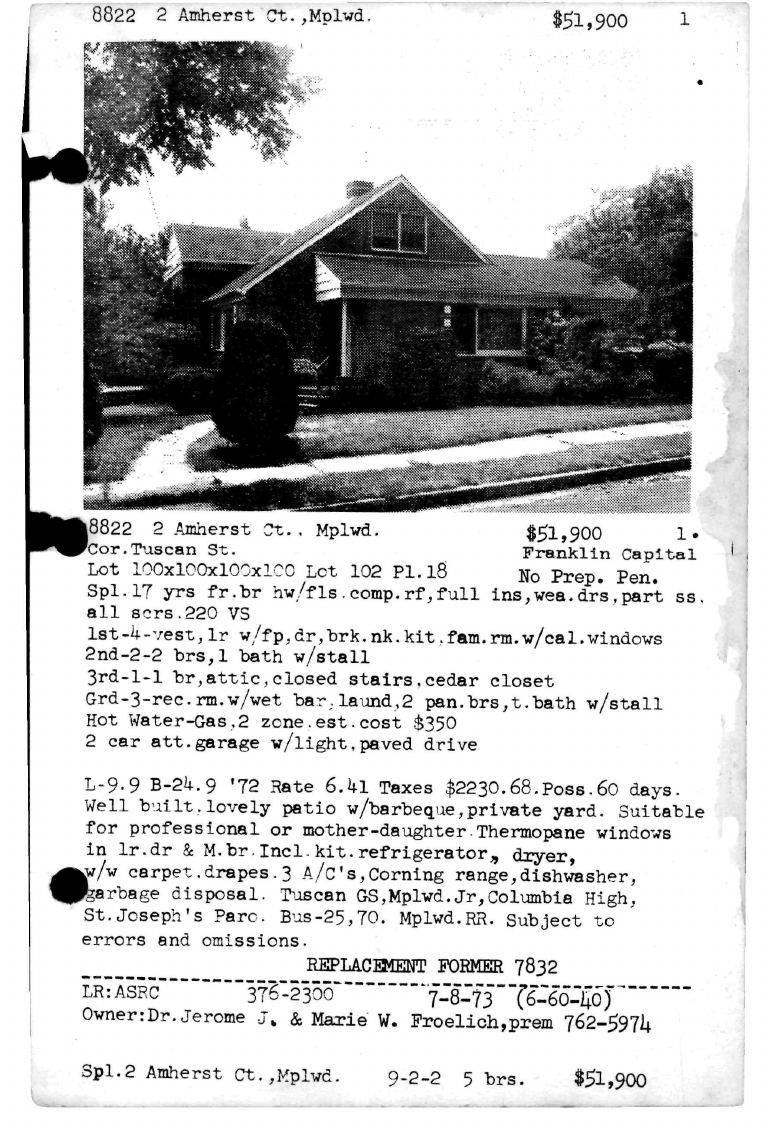 8822 2 Amherst Ct.,Mplwd. $51,900 1
8822 2 Amherst Ct.. Mplwd. $51,900 1.
Cor.Tuscan St. Franklin Capital
Lot 100x100x100x100 Lot 102 Pl.18 No Prep. Pen.
Spl.17 yrs fr.br hw/fls.comp.rf,full ins,wea.drs,part ss.
all scrs.220 VS
1st-4-vest,lr w/fp,dr,brk.nk.kit.fam.rm.w/cal.windows
2nd-2-2 brs,1 bath w/stall
3rd-1-1 br,attic,closed stairs,cedar closet
Grd-3-rec.rm.w/wet bar,laund,2 pan.brs,t.bath w/stall
Hot Water-Gas,2 zone.est.cost $350
2 car att.garage w/light,paved drive
L-9.9 B-24.9 '72 Rate 6.41 Taxes $2230.68.Poss.60 days.
Well built.lovely patio w/barbeque,private yard. Suitable
for professional or mother-daughter.Thermopane windows
in lr.dr & M.br.Incl.kit.refrigerator, dryer,
w/w carpet.drapes.3 A/C's,Corning range,dishwasher,
garbage disposal. Tuscan GS,Mplwd.Jr,Columbia High,
St.Joseph's Paro. Bus-25,70. Mplwd.RR. Subject to
errors and omissions.
REPLACEMENT FORMER 7832
LR:ASRC 376-2300 7-8-73 (6-60-40)
Owner:Dr.Jerome J. & Marie W. Froelich,prem 762-5974
Spl.2 Amherst Ct.,Mplwd. 9-2-2 5 brs. $51,900